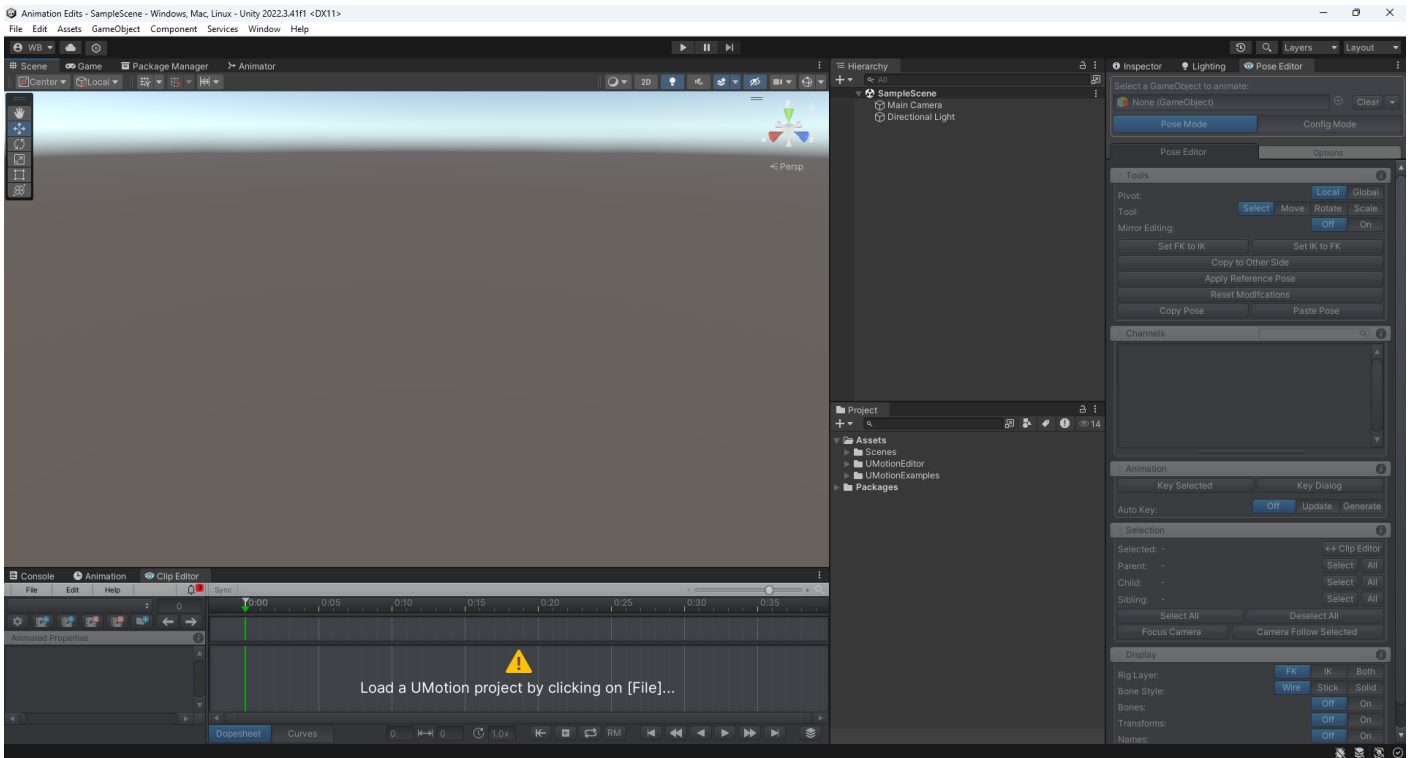 Animation Edits - SampleScene - Windows, Mac, Linux - Unity 2022.3.41f1 <DX11>
File Edit Assets GameObject Component Services Window Help
WB Layers Layout
Scene Game Package Manager Animator
Center Local 2D
Persp
Hierarchy
All
SampleScene
Main Camera
Directional Light
Project
14
Assets
Scenes
UMotionEditor
UMotionExamples
Packages
Inspector Lighting Pose Editor
Select a GameObject to animate:
None (GameObject) Clear
Pose Mode Config Mode
Pose Editor Options
Tools
Pivot: Local Global
Tool: Select Move Rotate Scale
Mirror Editing: Off On
Set FK to IK Set IK to FK
Copy to Other Side
Apply Reference Pose
Reset Modifcations
Copy Pose Paste Pose
Channels
Animation
Key Selected Key Dialog
Auto Key: Off Update Generate
Selection
Selected: - Clip Editor
Parent: - Select All
Child: - Select All
Sibling: - Select All
Select All Deselect All
Focus Camera Camera Follow Selected
Display
Rig Layer: FK IK Both
Bone Style: Wire Stick Solid
Bones: Off On
Transforms: Off On
Names: Off On
Console Animation Clip Editor
File Edit Help 3 Sync
0 0:00 0:05 0:10 0:15 0:20 0:25 0:30 0:35
Animated Properties
Load a UMotion project by clicking on [File]...
Dopesheet Curves 0 0 1.0x RM